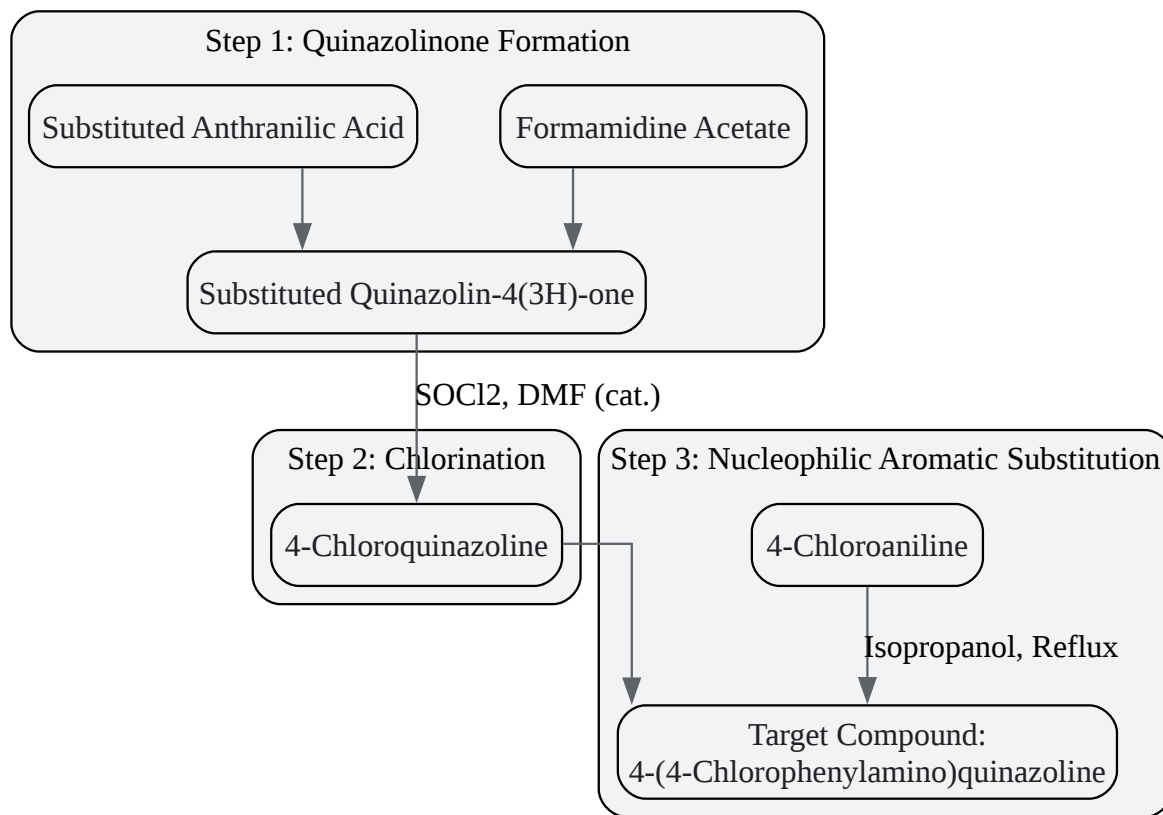 Step 1: Quinazolinone Formation
Substituted Anthranilic Acid
Formamidine Acetate
Substituted Quinazolin-4(3H)-one
SOCl2, DMF (cat.)
Step 2: Chlorination
4-Chloroquinazoline
Step 3: Nucleophilic Aromatic Substitution
4-Chloroaniline
Isopropanol, Reflux
Target Compound:
4-(4-Chlorophenylamino)quinazoline